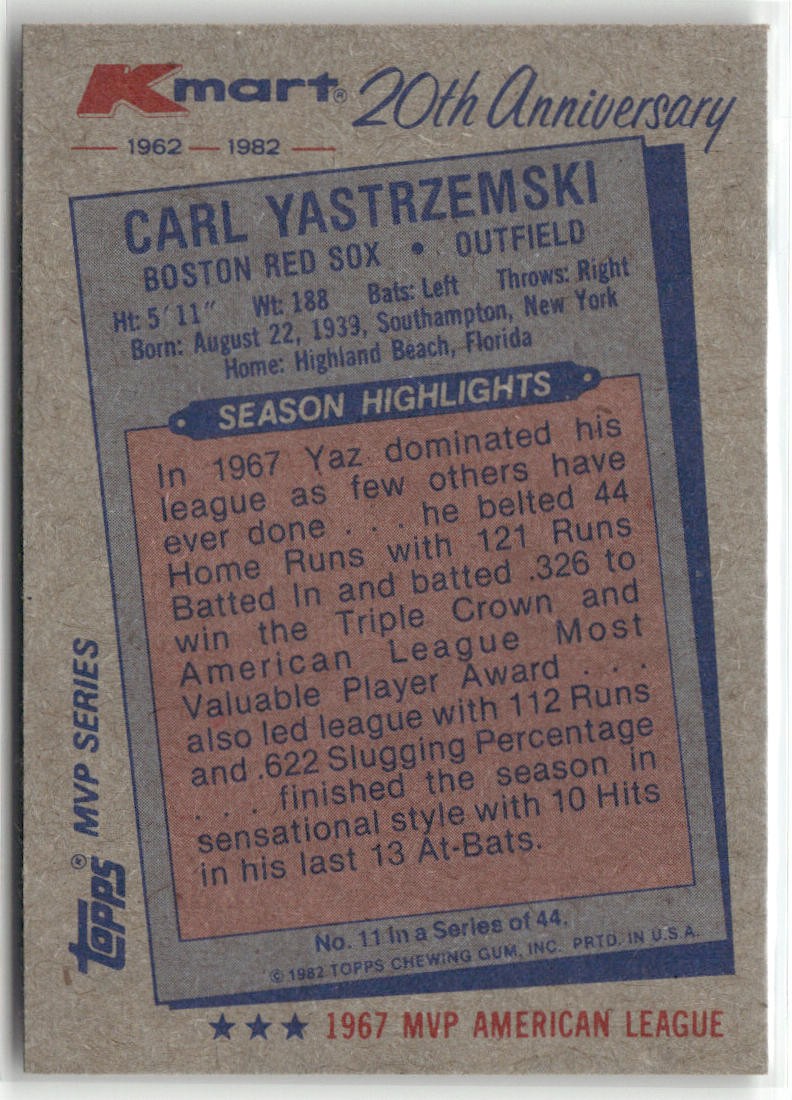 Kmart® 20th Anniversary
1962 — 1982
CARL YASTRZEMSKI
BOSTON RED SOX • OUTFIELD
Ht: 5'11" Wt: 188 Bats: Left Throws: Right
Born: August 22, 1939, Southampton, New York
Home: Highland Beach, Florida
SEASON HIGHLIGHTS
In 1967 Yaz dominated his
league as few others have
ever done . . . he belted 44
Home Runs with 121 Runs
Batted In and batted .326 to
win the Triple Crown and
American League Most
Valuable Player Award . . .
also led league with 112 Runs
and .622 Slugging Percentage
. . . finished the season in
sensational style with 10 Hits
in his last 13 At-Bats.
No. 11 In a Series of 44.
© 1982 TOPPS CHEWING GUM, INC. PRTD. IN U.S.A.
★★★ 1967 MVP AMERICAN LEAGUE
TOPPS® MVP SERIES